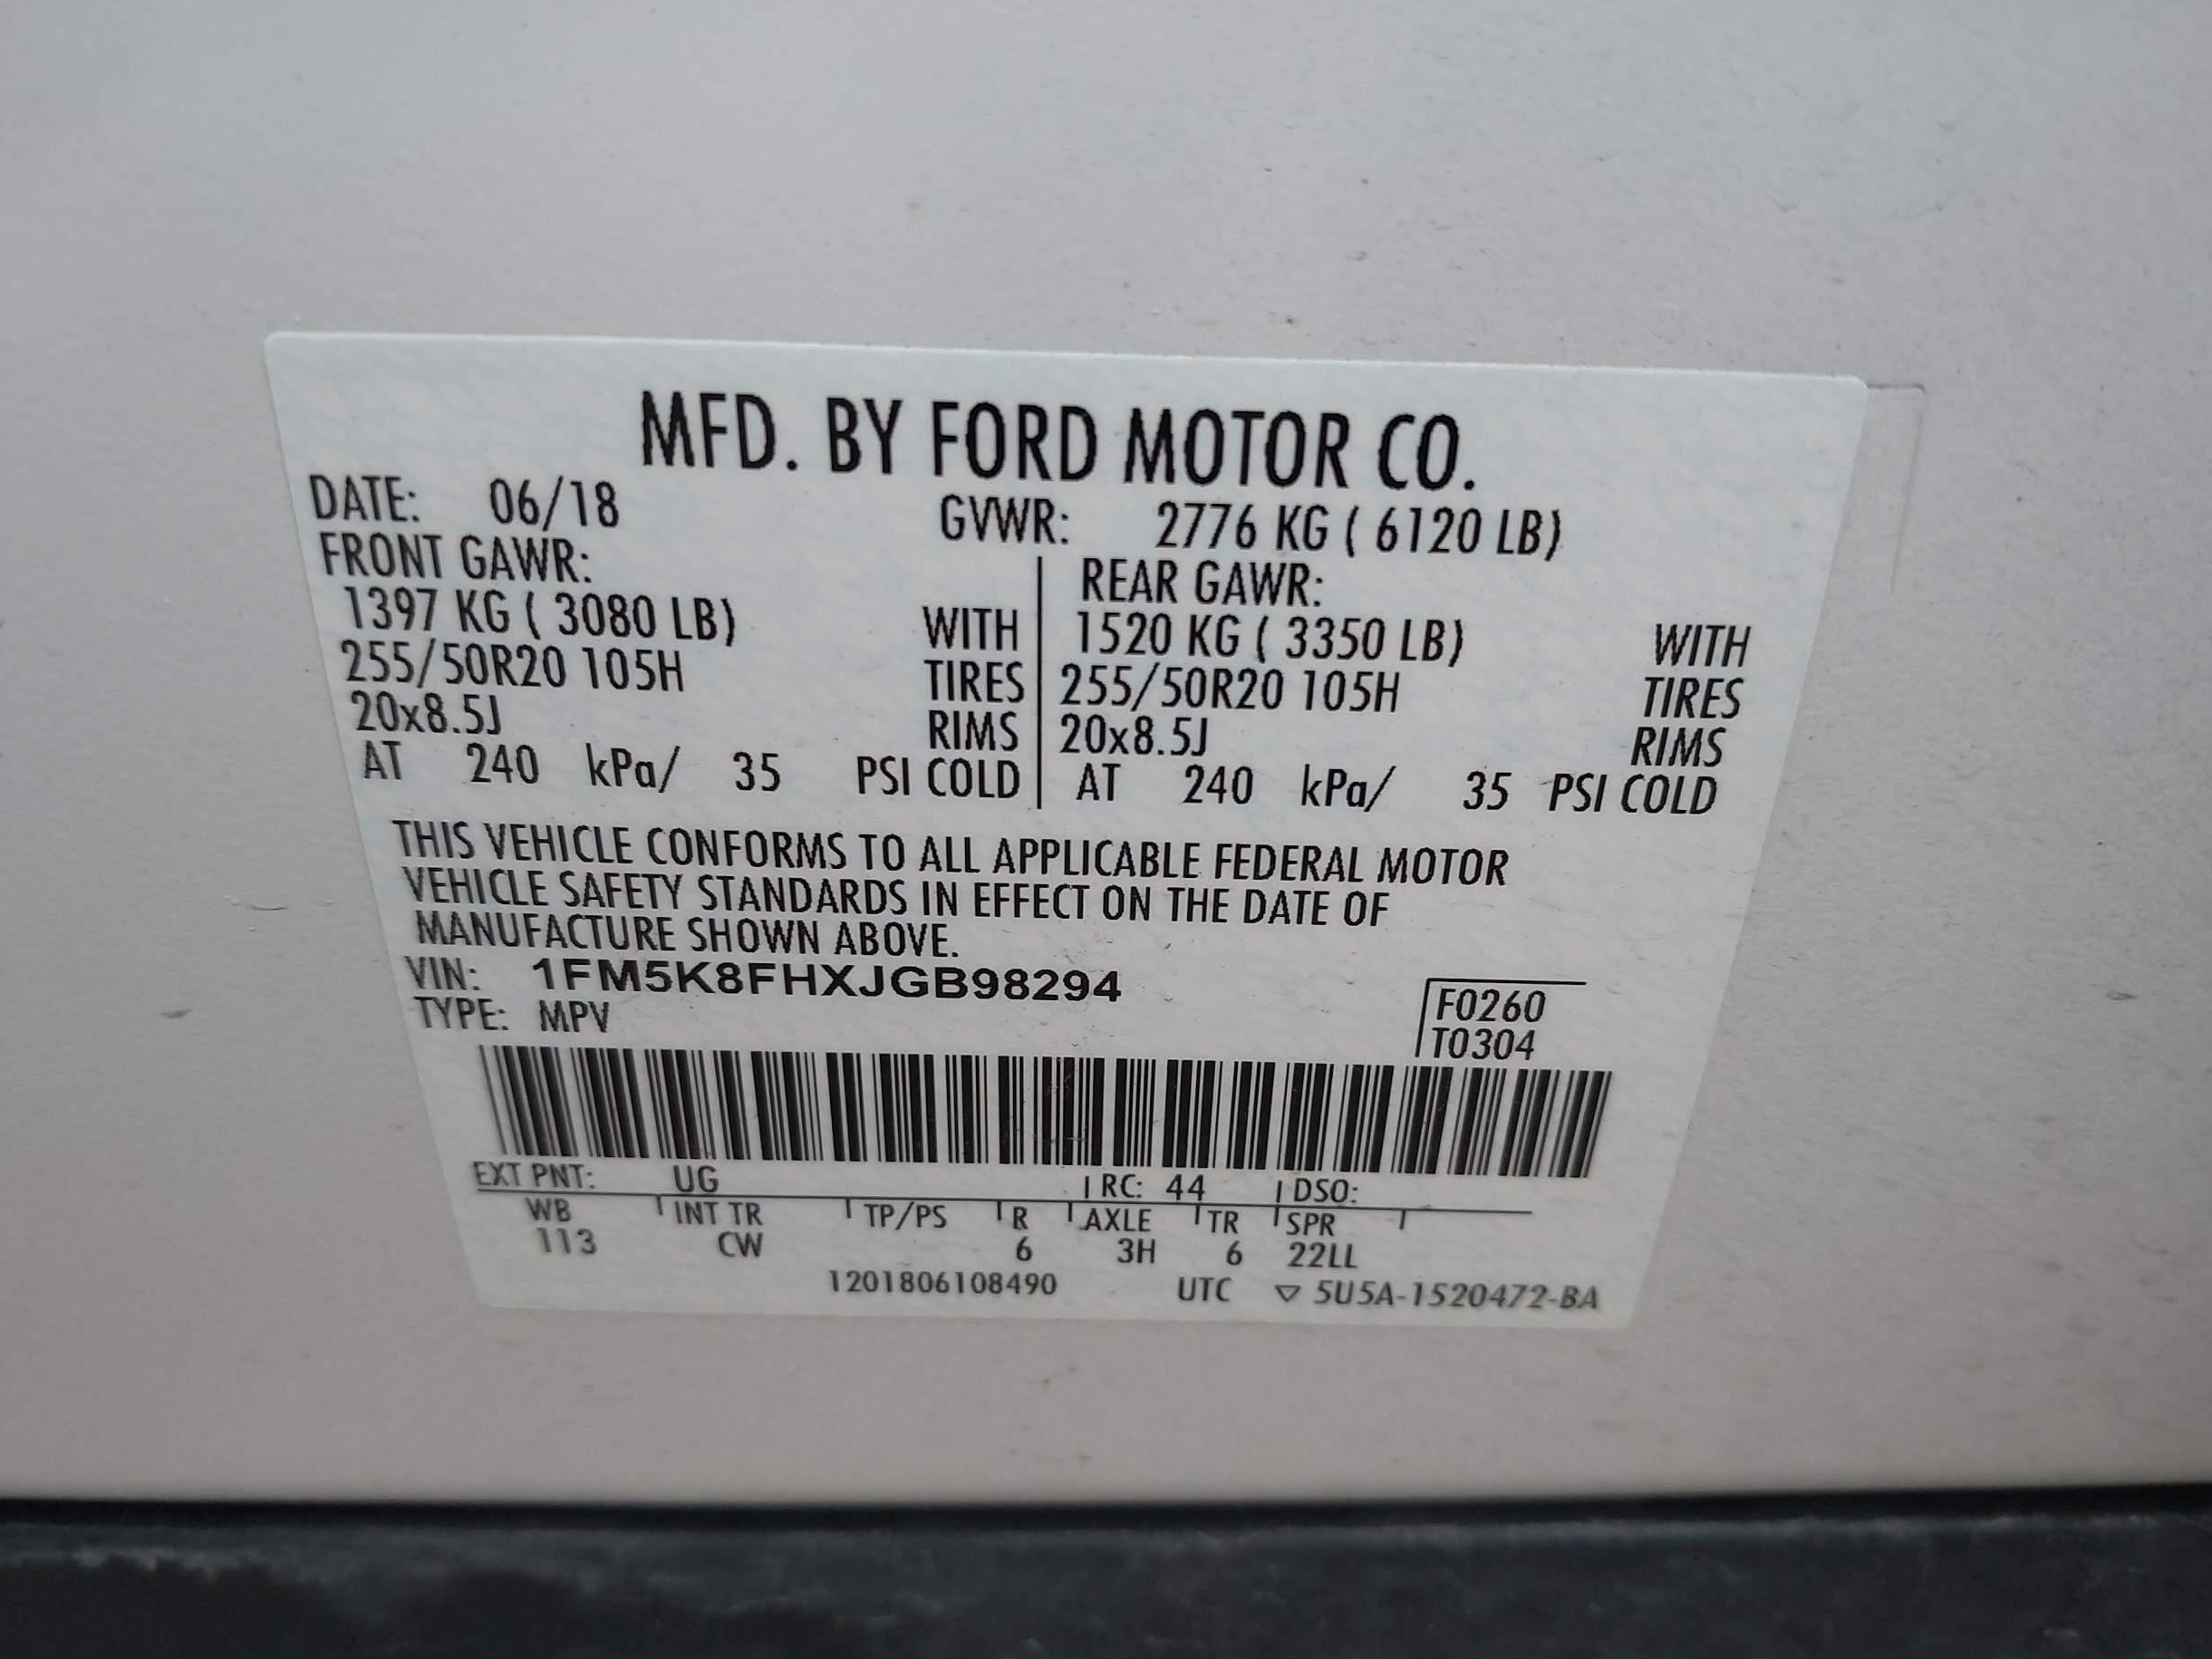 MFD. BY FORD MOTOR CO.
DATE: 06/18 GVWR: 2776 KG ( 6120 LB)
FRONT GAWR: REAR GAWR:
1397 KG ( 3080 LB) WITH 1520 KG ( 3350 LB) WITH
255/50R20 105H TIRES 255/50R20 105H TIRES
20x8.5J RIMS 20x8.5J RIMS
AT 240 kPa/ 35 PSI COLD AT 240 kPa/ 35 PSI COLD
THIS VEHICLE CONFORMS TO ALL APPLICABLE FEDERAL MOTOR
VEHICLE SAFETY STANDARDS IN EFFECT ON THE DATE OF
MANUFACTURE SHOWN ABOVE.
VIN: 1FM5K8FHXJGB98294
TYPE: MPV
F0260
T0304
EXT PNT: UG RC: 44 DSO:
WB INT TR TP/PS R AXLE TR SPR
113 CW 6 3H 6 22LL
1201806108490 UTC ▽ 5U5A-1520472-BA